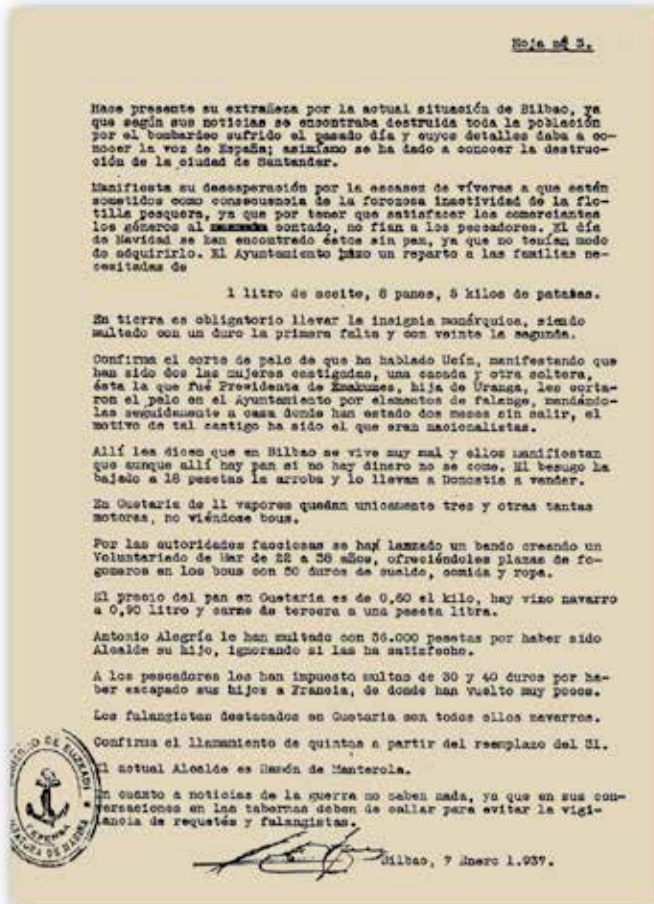 Hoja nº 3.
Hace presente su extrañeza por la actual situación de Bilbao, ya
que según sus noticias se encontraba destruida toda la población
por el bombardeo sufrido el pasado día y cuyos detalles daba a co-
nocer la voz de España; asimismo se ha dado a conocer la destruc-
ción de la ciudad de Santander.
Manifiesta su desesperación por la escasez de víveres a que estén
sometidos como consecuencia de la forzosa inactividad de la flo-
tilla pesquera, ya que por tener que satisfacer los comerciantes
los géneros al contado, no fian a los pescadores. El día
de Navidad se han encontrado éstos sin pan, ya que no tenían modo
de adquirirlo. El Ayuntamiento hizo un reparto a las familias ne-
cesitadas de
1 litro de aceite, 8 panes, 5 kilos de patatas.
En tierra es obligatorio llevar la insignia monárquica, siendo
multado con un duro la primera falta y con veinte la segunda.
Confirma el corte de pelo de que ha hablado Ucín, manifestando que
han sido dos las mujeres castigadas, una casada y otra soltera,
ésta la que fué Presidenta de Emakumes, hija de Uranga, les corta-
ron el pelo en el Ayuntamiento por elementos de falange, mandándo-
las seguidamente a casa donde han estado dos meses sin salir, el
motivo de tal castigo ha sido el que eran nacionalistas.
Allí les dicen que en Bilbao se vive muy mal y ellos manifiestan
que aunque allí hay pan si no hay dinero no se come. El besugo ha
bajado a 18 pesetas la arroba y lo llevan a Donostia a vender.
En Guetaria de 11 vapores quedan unicamente tres y otras tantas
motoras, no viéndose bous.
Por las autoridades facciosas se ha lanzado un bando creando un
Voluntariado de Mar de 22 a 38 años, ofreciéndoles plazas de fo-
goneros en los bous con 50 duros de sueldo, comida y ropa.
El precio del pan en Guetaria es de 0,60 el kilo, hay vino navarro
a 0,90 litro y carne de tercera a una peseta libra.
Antonio Alegría le han multado con 36.000 pesetas por haber sido
Alcalde su hijo, ignorando si las ha satisfecho.
A los pescadores les han impuesto multas de 30 y 40 duros por ha-
ber escapado sus hijos a Francia, de donde han vuelto muy pocos.
Los falangistas destacados en Guetaria son todos ellos navarros.
Confirma el llamamiento de quintas a partir del reemplazo del 31.
El actual Alcalde es Ramón de Manterola.
En cuanto a noticias de la guerra no saben nada, ya que en sus con-
versaciones en las tabernas deben de callar para evitar la vigi-
lancia de requetés y falangistas.
Bilbao, 7 Enero 1.937.
DE EUZKADI
DEFENSA
JEFATURA DE MARINA